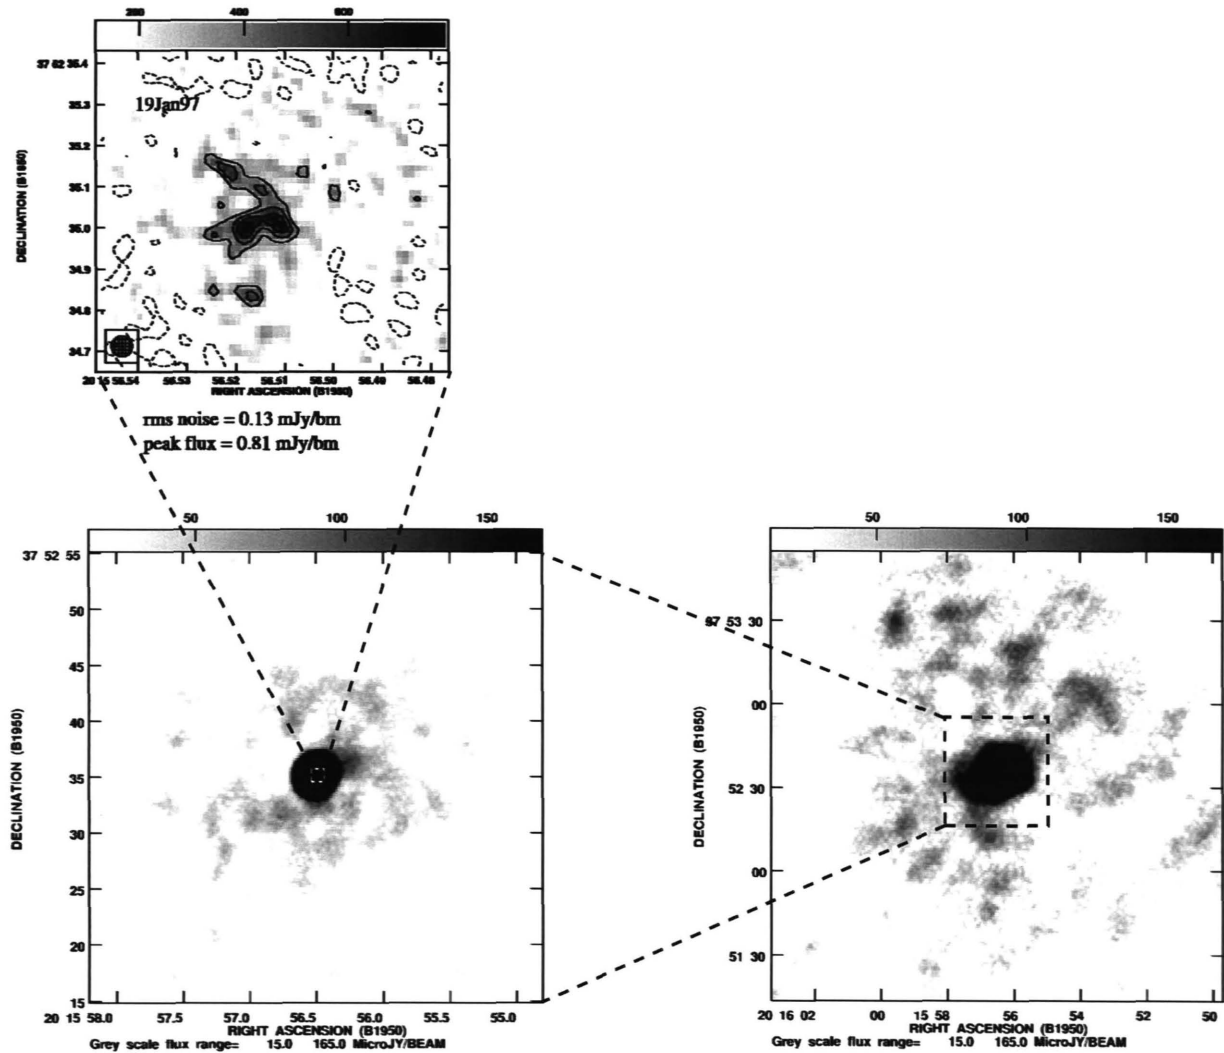 200 400 600
37 62 35.4
19Jan97
35.3
35.2
35.1
35.0
34.9
34.8
34.7
DECLINATION (B1950)
20 15 56.54 56.53 56.52 56.51 56.50 56.49 56.48
RIGHT ASCENSION (B1950)
rms noise = 0.13 mJy/bm
peak flux = 0.81 mJy/bm
50 100 150
37 52 55
50
45
40
35
30
25
20
15
DECLINATION (B1950)
20 15 58.0 57.5 57.0 56.5 56.0 55.5 55.0
RIGHT ASCENSION (B1950)
Grey scale flux range= 15.0 165.0 MicroJY/BEAM
50 100 150
97 53 30
00
52 30
00
51 30
DECLINATION (B1950)
20 16 02 00 15 58 56 54 52 50
RIGHT ASCENSION (B1950)
Grey scale flux range= 15.0 165.0 MicroJY/BEAM